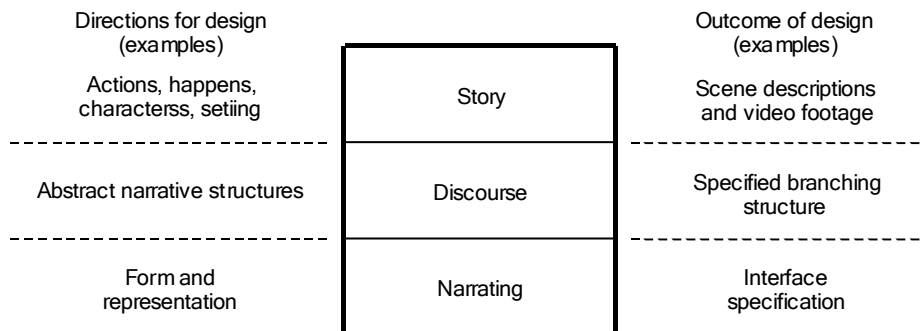 Directions for design
(examples)
Outcome of design
(examples)
Actions, happens,
characterss, setiing
Story
Scene descriptions
and video footage
Abstract narrative structures
Discourse
Specified branching
structure
Form and
representation
Narrating
Interface
specification